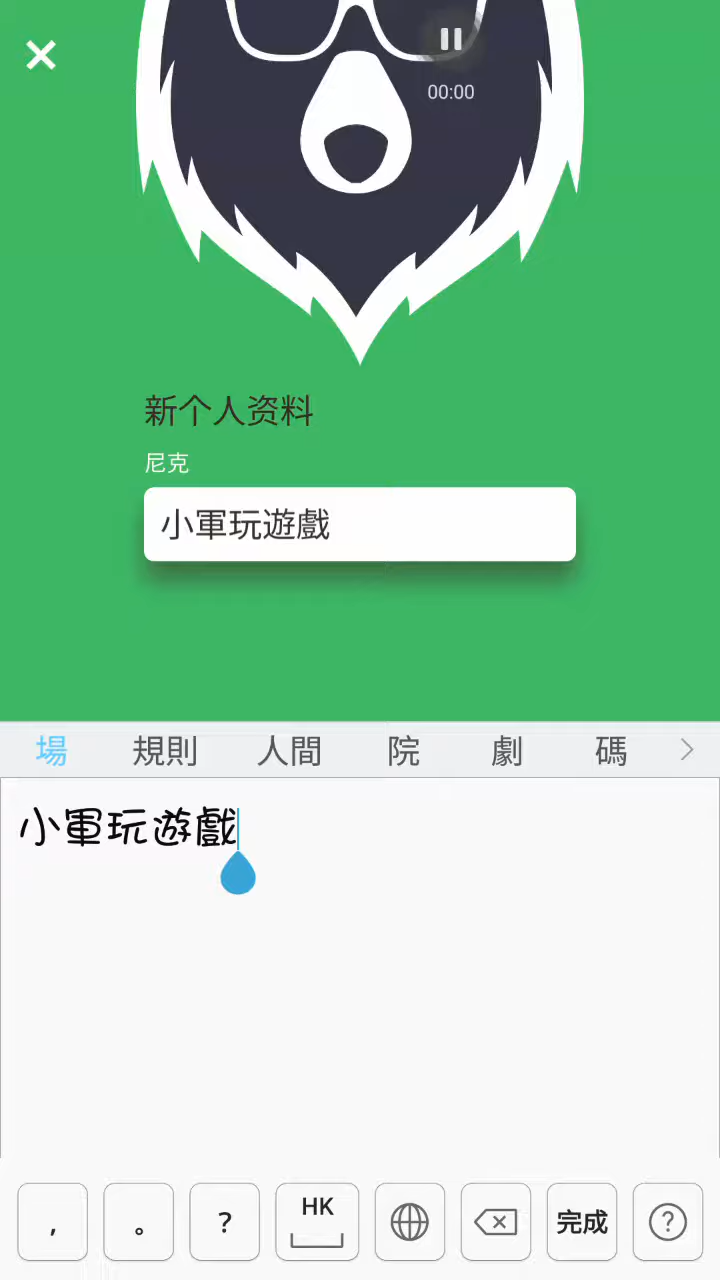 00:00
新个人资料
尼克
小軍玩遊戲
場 規則 人間 院 劇 碼
小軍玩遊戲
, 。 ? HK 完成 ?